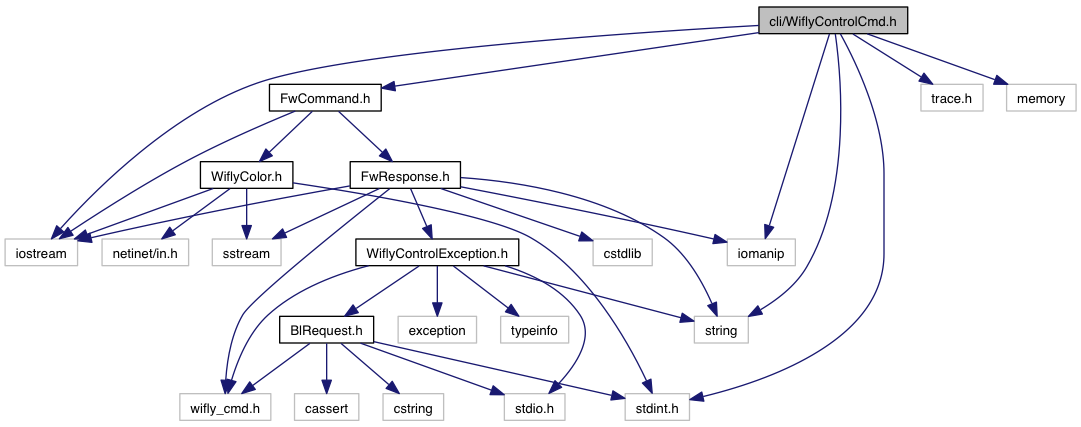 cli/WiflyControlCmd.h
FwCommand.h
trace.h
memory
WiflyColor.h
FwResponse.h
iostream
netinet/in.h
sstream
WiflyControlException.h
cstdlib
iomanip
BlRequest.h
exception
typeinfo
string
wifly_cmd.h
cassert
cstring
stdio.h
stdint.h